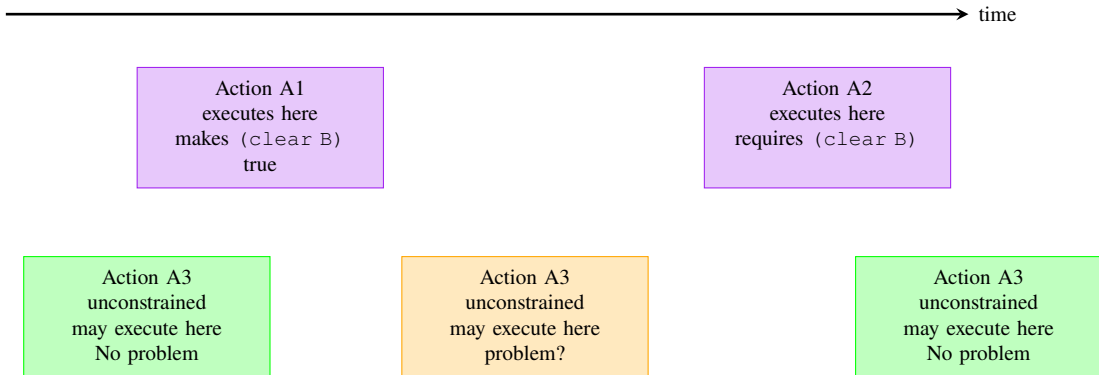 time
Action A1
executes here
makes (clear B)
true
Action A2
executes here
requires (clear B)
Action A3
unconstrained
may execute here
No problem
Action A3
unconstrained
may execute here
problem?
Action A3
unconstrained
may execute here
No problem